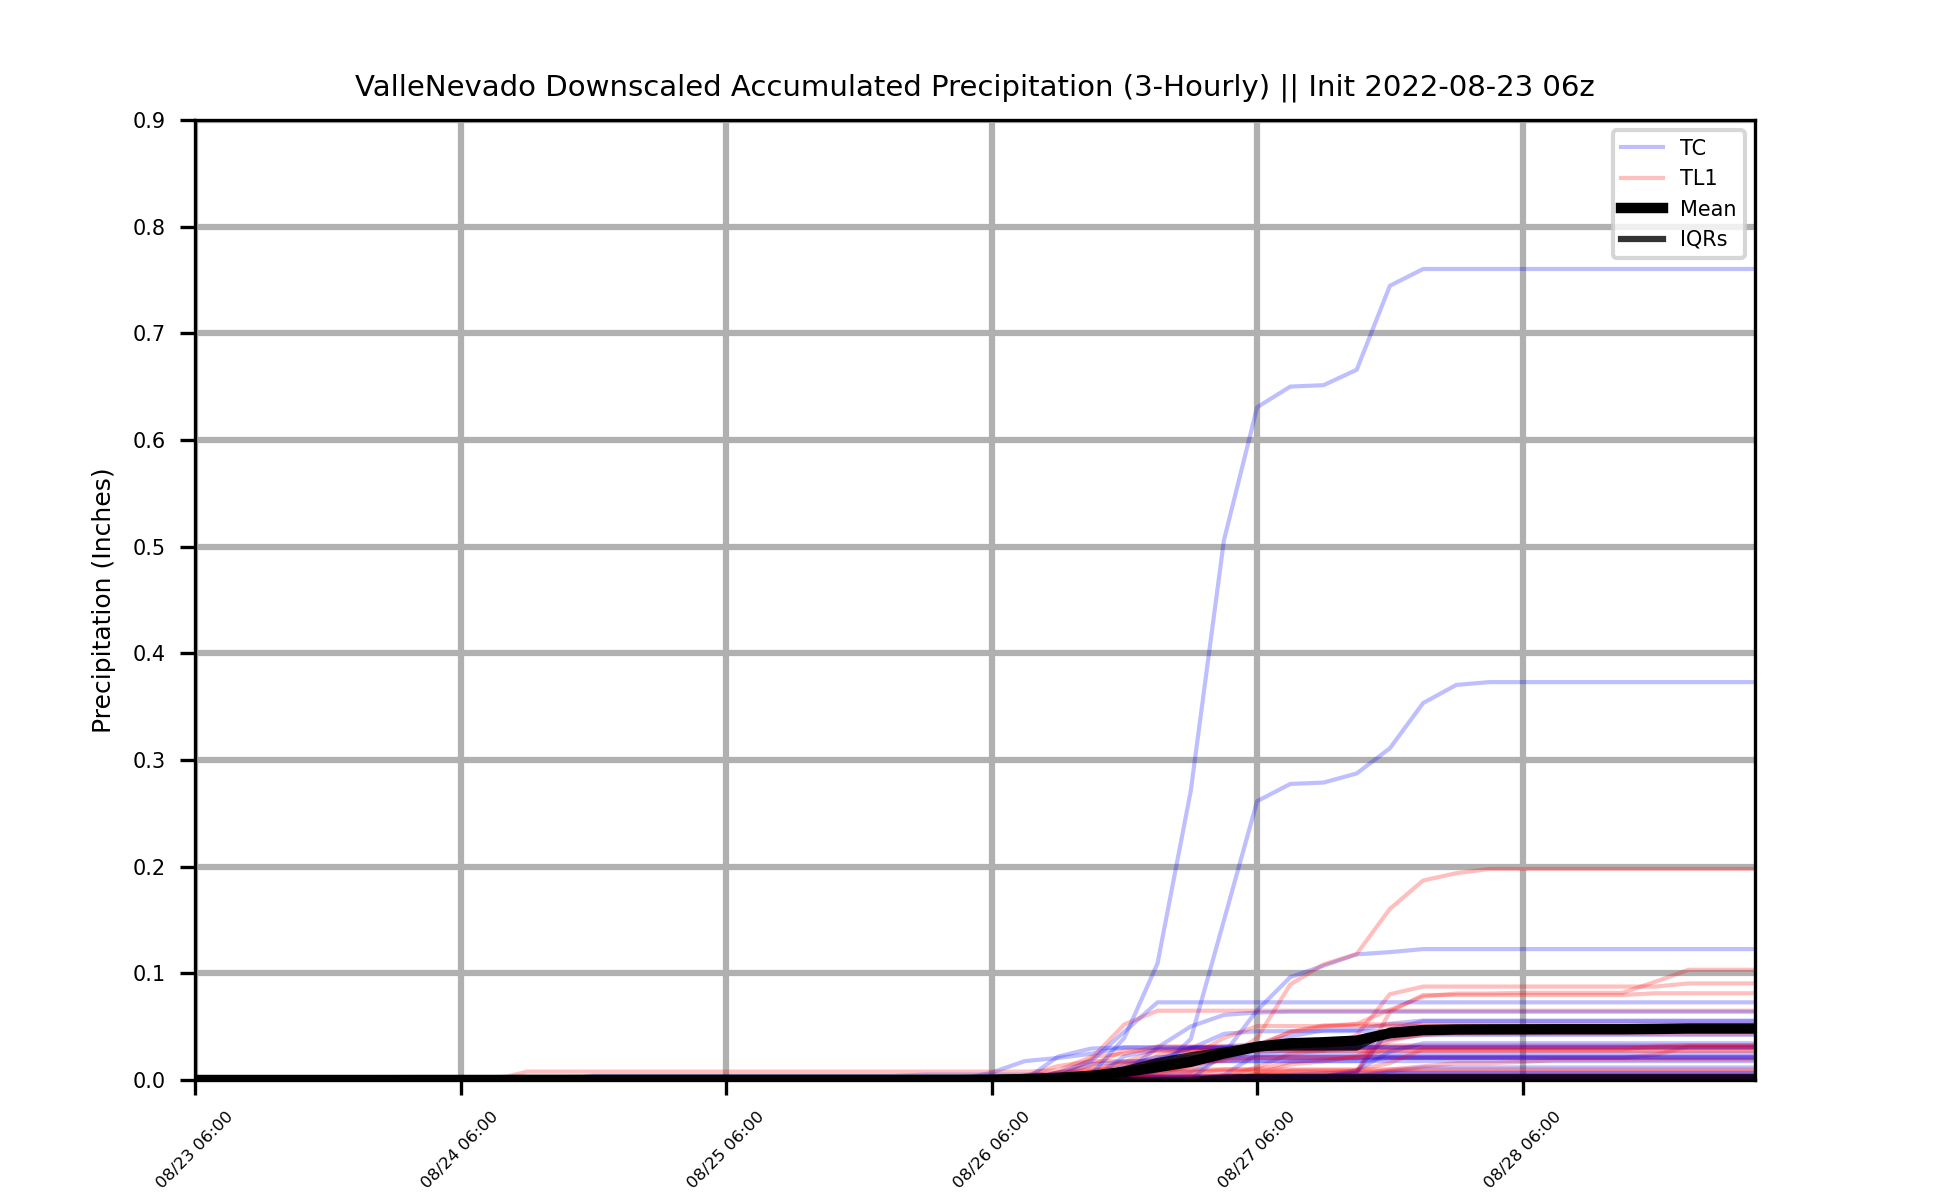 ValleNevado Downscaled Accumulated Precipitation (3-Hourly) || Init 2022-08-23 06z
TC
TL1
Mean
IQRs
Precipitation (Inches)
0.9
0.8
0.7
0.6
0.5
0.4
0.3
0.2
0.1
0.0
08/23 06:00
08/24 06:00
08/25 06:00
08/26 06:00
08/27 06:00
08/28 06:00